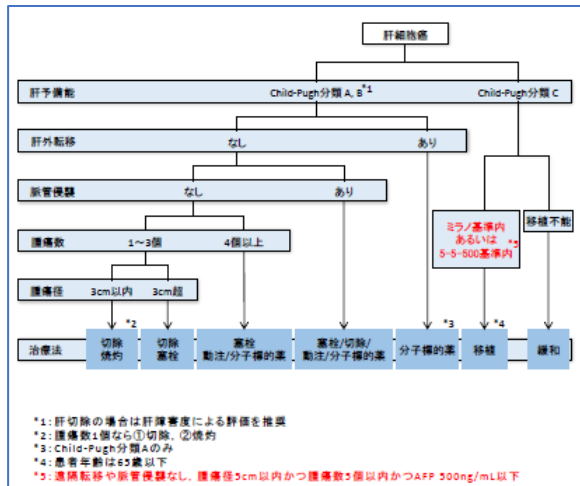 肝細胞癌
肝予備能 Child-Pugh分類 A, B*1 Child-Pugh分類 C
肝外転移 なし あり
脈管侵襲 なし あり
腫瘍数 1～3個 4個以上
ミラノ基準内
あるいは
5-5-500基準内
*5
移植不能
腫瘍径 3cm以内 3cm超
*2 *3 *4
治療法
切除
焼灼
切除
塞栓
塞栓
動注/分子標的薬
塞栓/切除/
動注/分子標的薬
分子標的薬
移植
緩和
*1：肝切除の場合は肝障害度による評価を推奨
*2：腫瘍数1個なら①切除，②焼灼
*3：Child-Pugh分類Aのみ
*4：患者年齢は65歳以下
*5：遠隔転移や脈管侵襲なし，腫瘍径5cm以内かつ腫瘍数5個以内かつAFP 500ng/mL以下